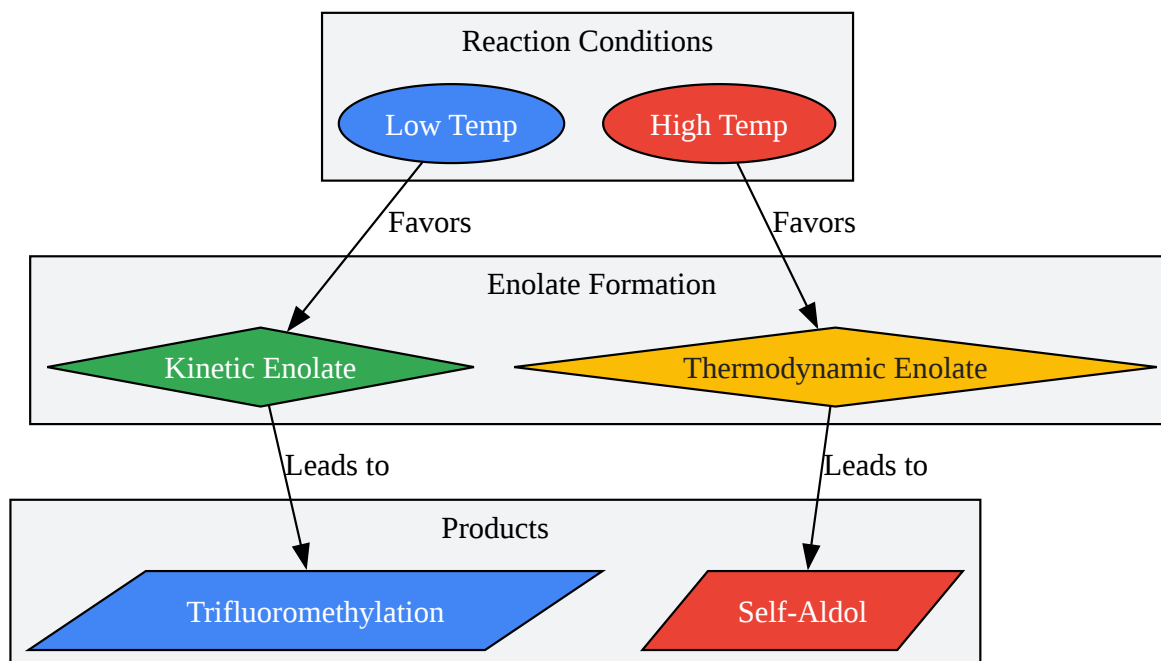 Reaction Conditions
Low Temp
High Temp
Favors
Favors
Enolate Formation
Kinetic Enolate
Thermodynamic Enolate
Leads to
Leads to
Products
Trifluoromethylation
Self-Aldol